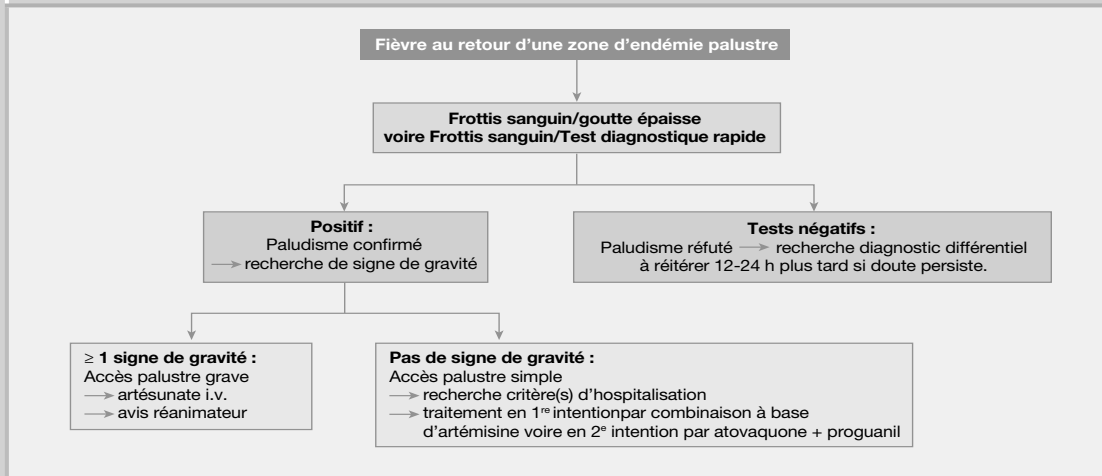 Fièvre au retour d'une zone d'endémie palustre
Frottis sanguin/goutte épaisse
voire Frottis sanguin/Test diagnostique rapide
Positif :
Paludisme confirmé
→ recherche de signe de gravité
Tests négatifs :
Paludisme réfuté → recherche diagnostic différentiel
à réitérer 12-24 h plus tard si doute persiste.
≥ 1 signe de gravité :
Accès palustre grave
→ artésunate i.v.
→ avis réanimateur
Pas de signe de gravité :
Accès palustre simple
→ recherche critère(s) d'hospitalisation
→ traitement en 1re intentionpar combinaison à base
d'artémisine voire en 2e intention par atovaquone + proguanil